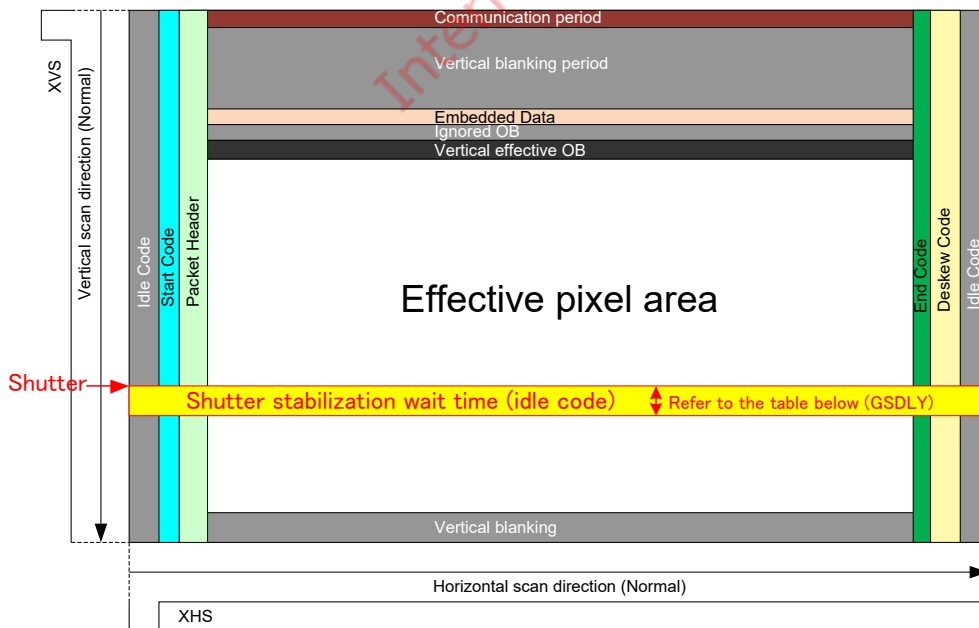 Communication period
Vertical blanking period
Embedded Data
Ignored OB
Vertical effective OB
XVS
Vertical scan direction (Normal)
Idle Code
Start Code
Packet Header
Effective pixel area
End Code
Deskew Code
Idle Code
Shutter
Shutter stabilization wait time (idle code)
Refer to the table below (GSDLY)
Vertical blanking
Horizontal scan direction (Normal)
XHS